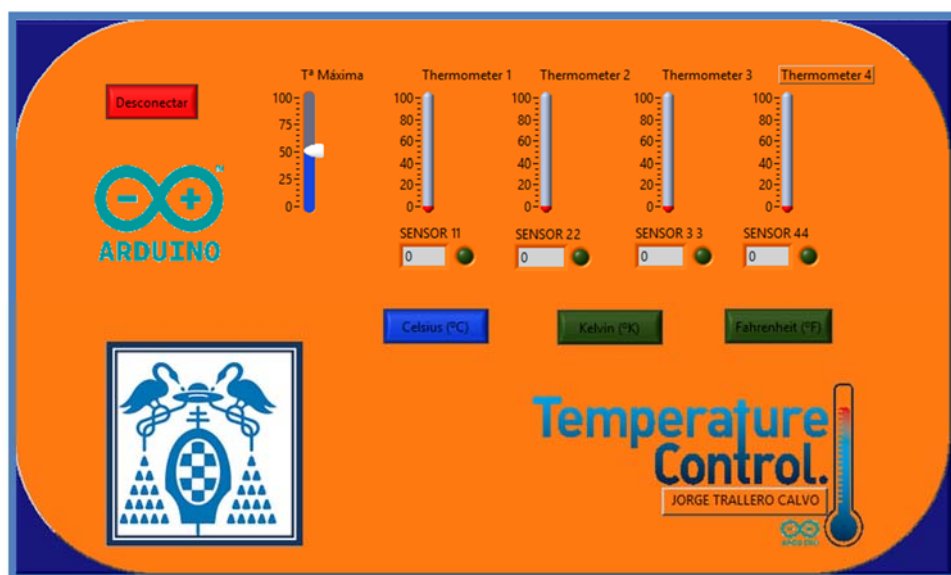 Desconectar
Tª Máxima
Thermometer 1
Thermometer 2
Thermometer 3
Thermometer 4
100
75
50
25
0
100
80
60
40
20
0
100
80
60
40
20
0
100
80
60
40
20
0
100
80
60
40
20
0
ARDUINO
SENSOR 11
SENSOR 22
SENSOR 3 3
SENSOR 44
0
0
0
0
Celsius (ºC)
Kelvin (ºK)
Fahrenheit (ºF)
Temperature
Control.
JORGE TRALLERO CALVO
ARDUINO